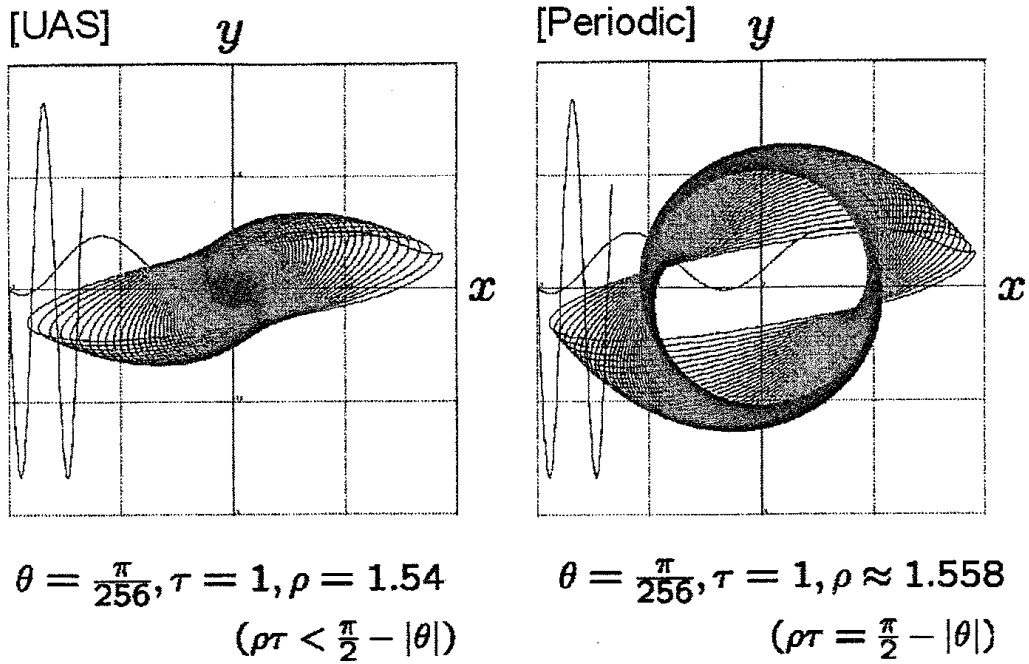 [UAS] y
x
θ = π/256, τ = 1, ρ = 1.54
(ρτ < π/2 − |θ|)
[Periodic] y
x
θ = π/256, τ = 1, ρ ≈ 1.558
(ρτ = π/2 − |θ|)